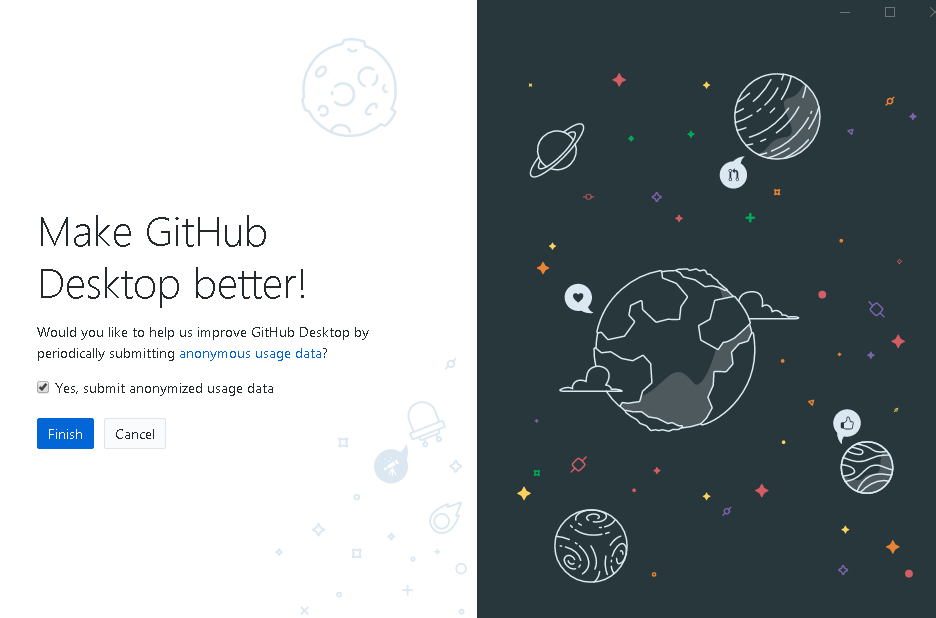 Make GitHub
Desktop better!
Would you like to help us improve GitHub Desktop by
periodically submitting anonymous usage data?
Yes, submit anonymized usage data
Finish
Cancel